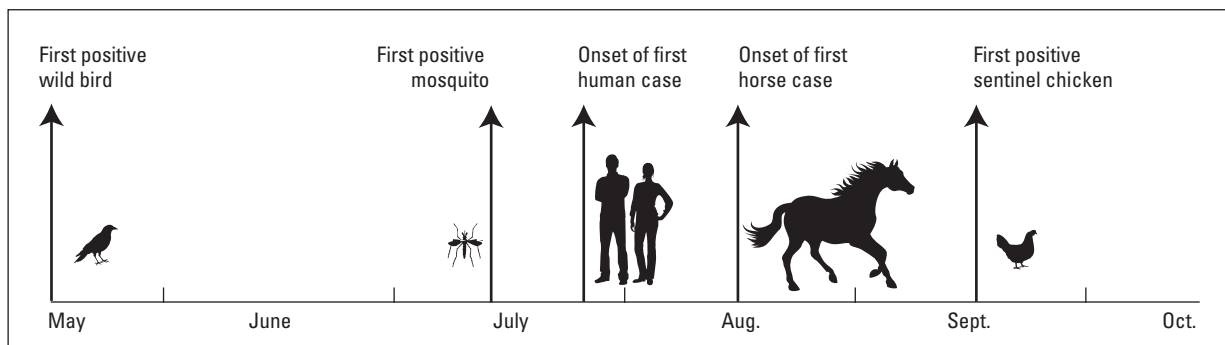 First positive
wild bird
First positive
mosquito
Onset of first
human case
Onset of first
horse case
First positive
sentinel chicken
May
June
July
Aug.
Sept.
Oct.